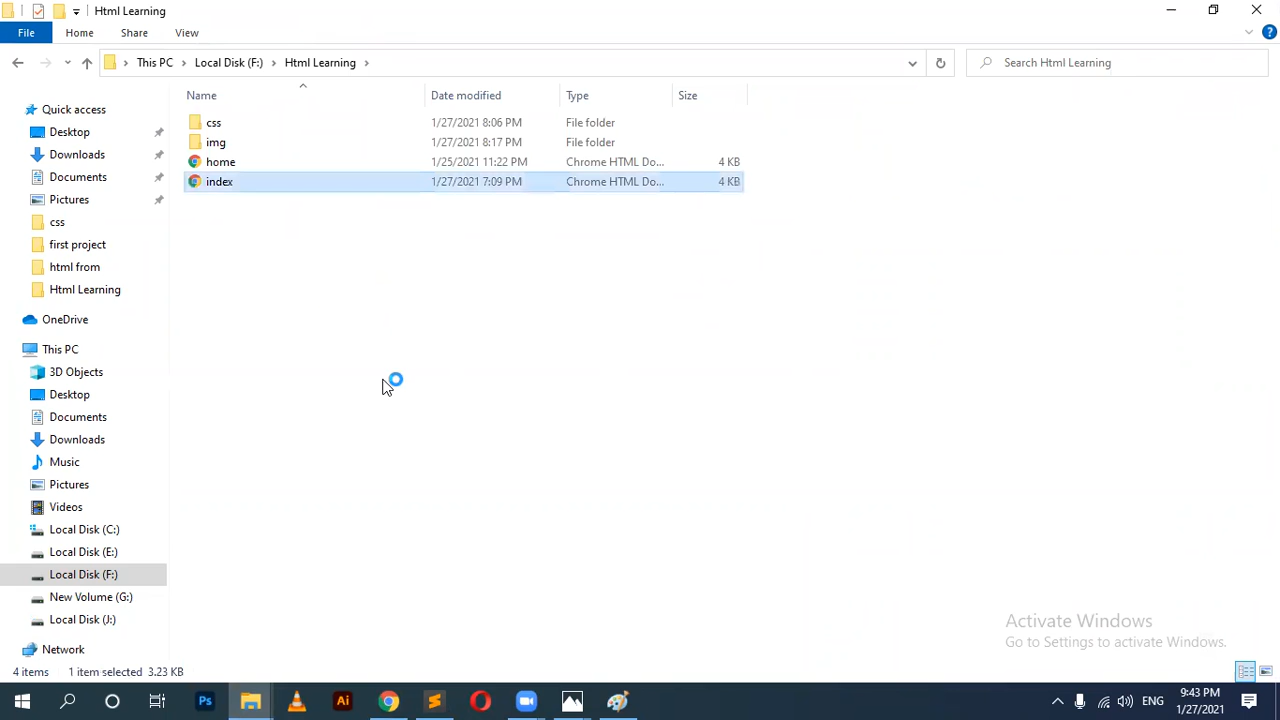 Html Learning
File Home Share View
This PC Local Disk (F:) Html Learning
Search Html Learning
Name Date modified Type Size
css 1/27/2021 8:06 PM File folder
img 1/27/2021 8:17 PM File folder
home 1/25/2021 11:22 PM Chrome HTML Do... 4 KB
index 1/27/2021 7:09 PM Chrome HTML Do... 4 KB
Quick access
Desktop
Downloads
Documents
Pictures
css
first project
html from
Html Learning
OneDrive
This PC
3D Objects
Desktop
Documents
Downloads
Music
Pictures
Videos
Local Disk (C:)
Local Disk (E:)
Local Disk (F:)
New Volume (G:)
Local Disk (J:)
Network
Activate Windows
Go to Settings to activate Windows.
4 items 1 item selected 3.23 KB
Ps Ai ENG 9:43 PM
1/27/2021